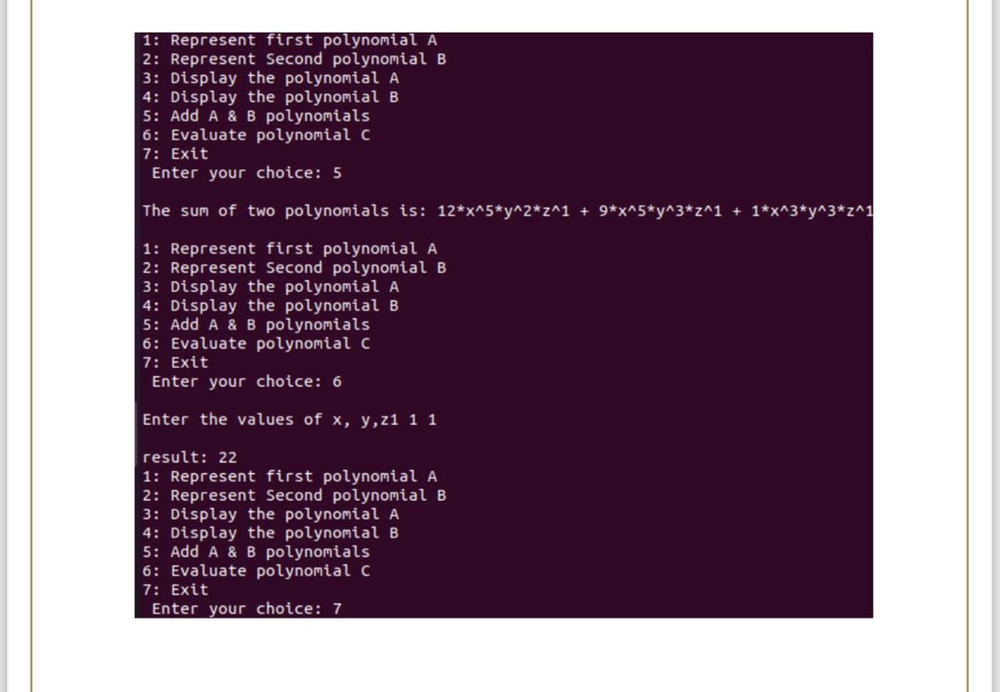 1: Represent first polynomial A
2: Represent Second polynomial B
3: Display the polynomial A
4: Display the polynomial B
5: Add A & B polynomials
6: Evaluate polynomial C
7: Exit
Enter your choice: 5
The sum of two polynomials is: 12*x^5*y^2*z^1 + 9*x^5*y^3*z^1 + 1*x^3*y^3*z^1
1: Represent first polynomial A
2: Represent Second polynomial B
3: Display the polynomial A
4: Display the polynomial B
5: Add A & B polynomials
6: Evaluate polynomial C
7: Exit
Enter your choice: 6
Enter the values of x, y,z1 1 1
result: 22
1: Represent first polynomial A
2: Represent Second polynomial B
3: Display the polynomial A
4: Display the polynomial B
5: Add A & B polynomials
6: Evaluate polynomial C
7: Exit
Enter your choice: 7